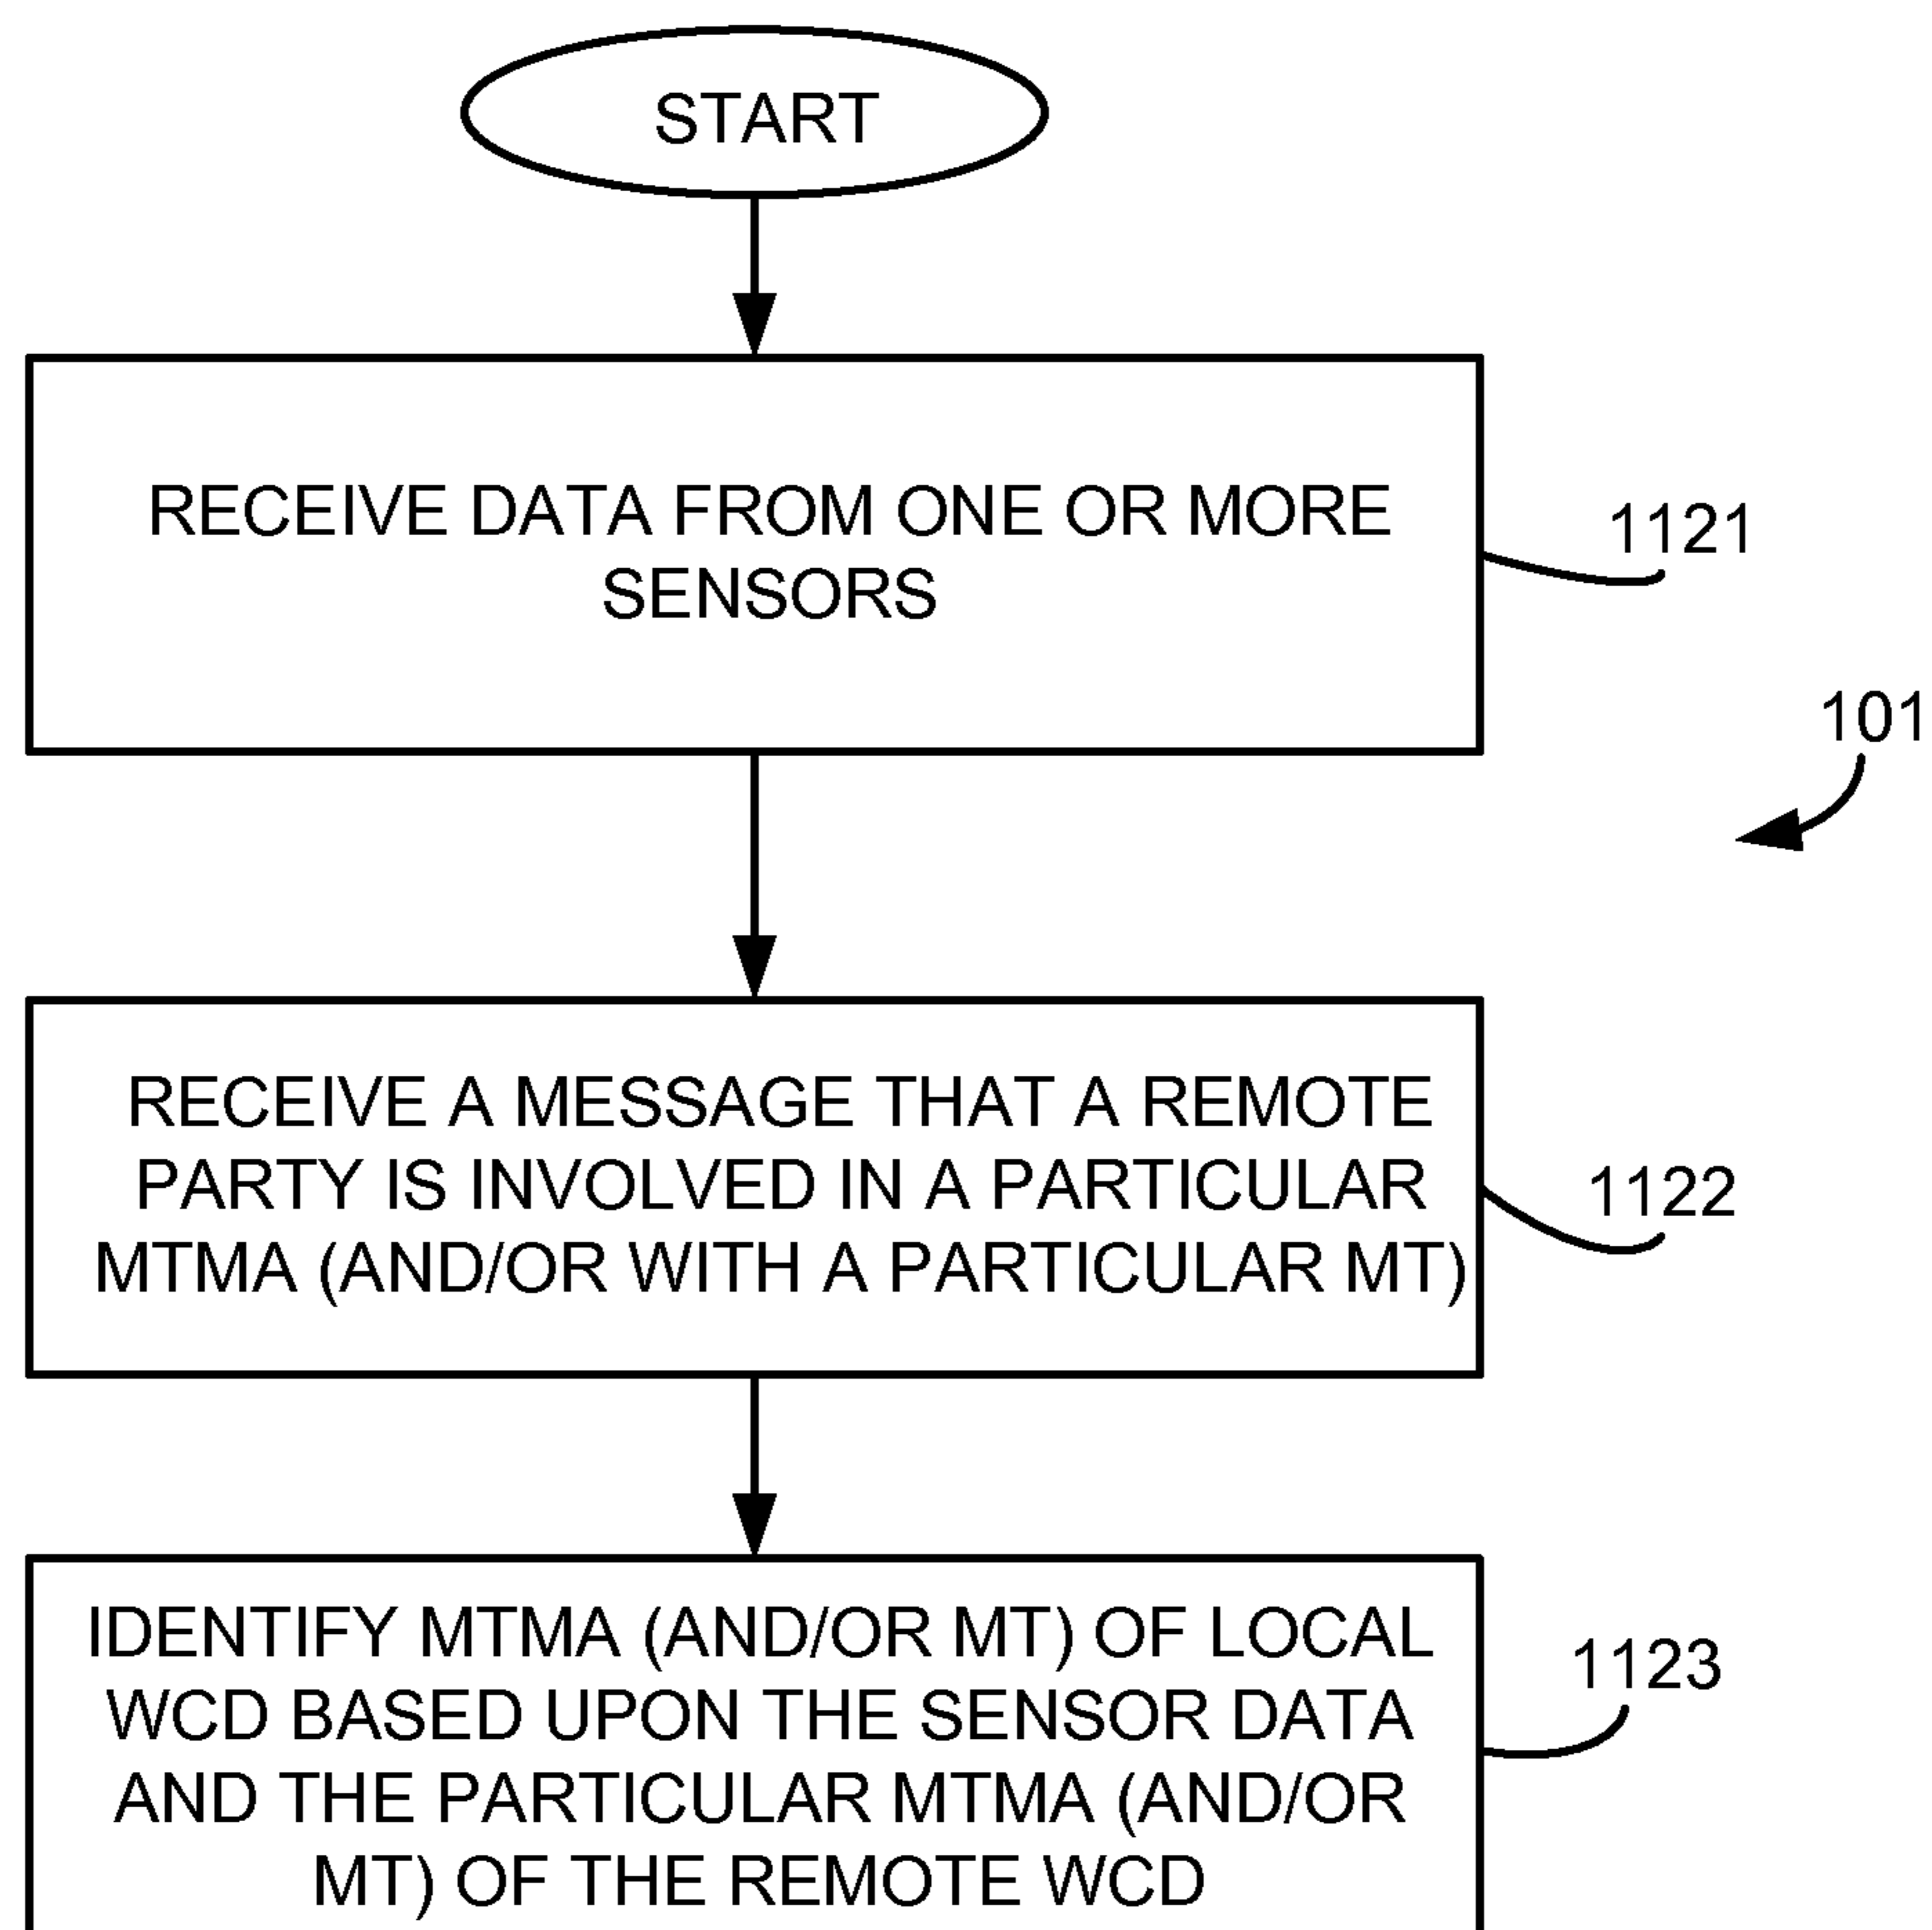 START
RECEIVE DATA FROM ONE OR MORE
SENSORS
1121
101
RECEIVE A MESSAGE THAT A REMOTE
PARTY IS INVOLVED IN A PARTICULAR
MTMA (AND/OR WITH A PARTICULAR MT)
1122
IDENTIFY MTMA (AND/OR MT) OF LOCAL
WCD BASED UPON THE SENSOR DATA
AND THE PARTICULAR MTMA (AND/OR
MT) OF THE REMOTE WCD
1123